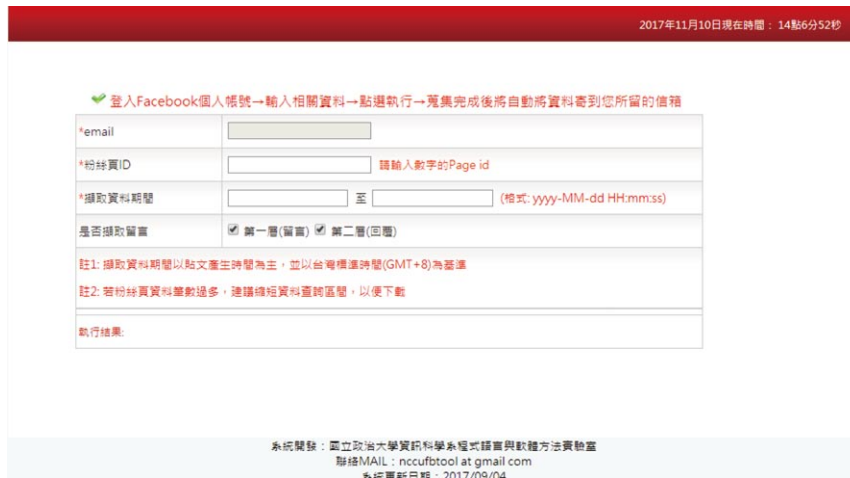 2017年11月10日現在時間： 14點6分52秒
登入Facebook個人帳號→輸入相關資料→點選執行→蒐集完成後將自動將資料寄到您所留的信箱
*email
*粉絲頁ID 請輸入數字的Page id
*擷取資料期間 至 (格式: yyyy-MM-dd HH:mm:ss)
是否擷取留言 第一層(留言) 第二層(回覆)
註1: 擷取資料期間以貼文產生時間為主，並以台灣標準時間(GMT+8)為基準
註2: 若粉絲頁資料筆數過多，建議縮短資料查詢區間，以便下載
執行結果:
系統開發：國立政治大學資訊科學系程式語言與軟體方法實驗室
聯絡MAIL：nccufbtool at gmail com
系統更新日期：2017/09/04